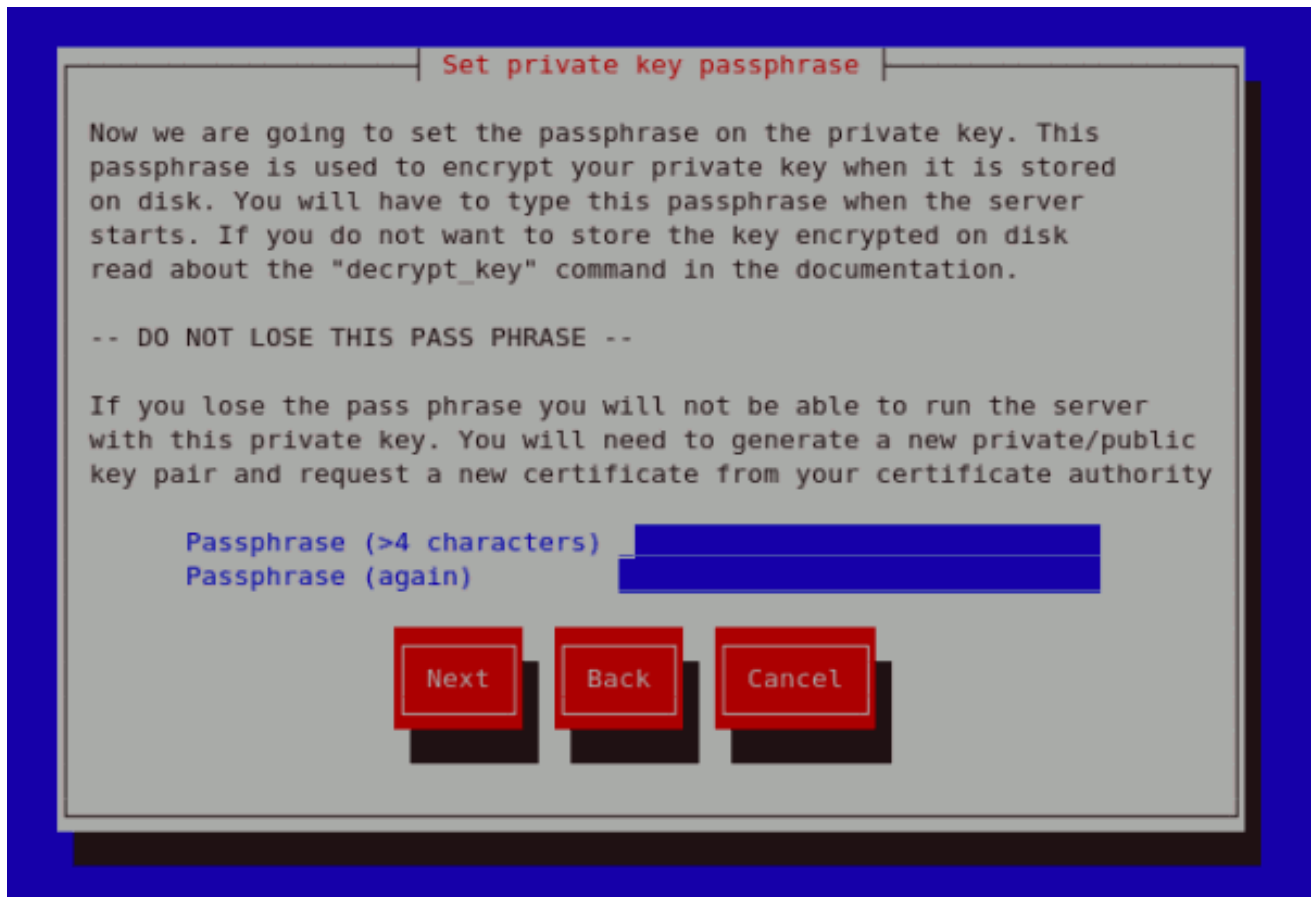 Set private key passphrase
Now we are going to set the passphrase on the private key. This
passphrase is used to encrypt your private key when it is stored
on disk. You will have to type this passphrase when the server
starts. If you do not want to store the key encrypted on disk
read about the "decrypt_key" command in the documentation.
-- DO NOT LOSE THIS PASS PHRASE --
If you lose the pass phrase you will not be able to run the server
with this private key. You will need to generate a new private/public
key pair and request a new certificate from your certificate authority
Passphrase (>4 characters)
Passphrase (again)
Next Back Cancel